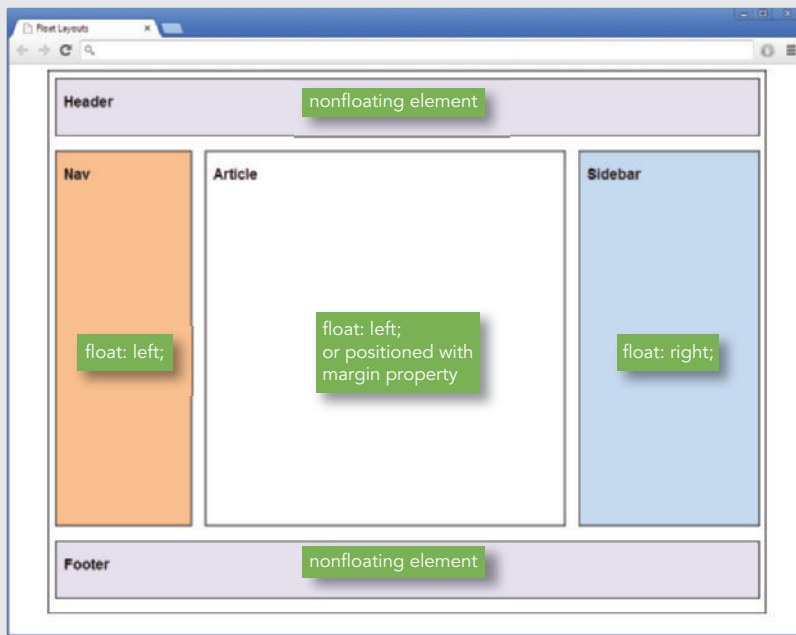 Float Layouts
Header
nonfloating element
Nav
Article
Sidebar
float: left;
float: left;
or positioned with
margin property
float: right;
Footer
nonfloating element